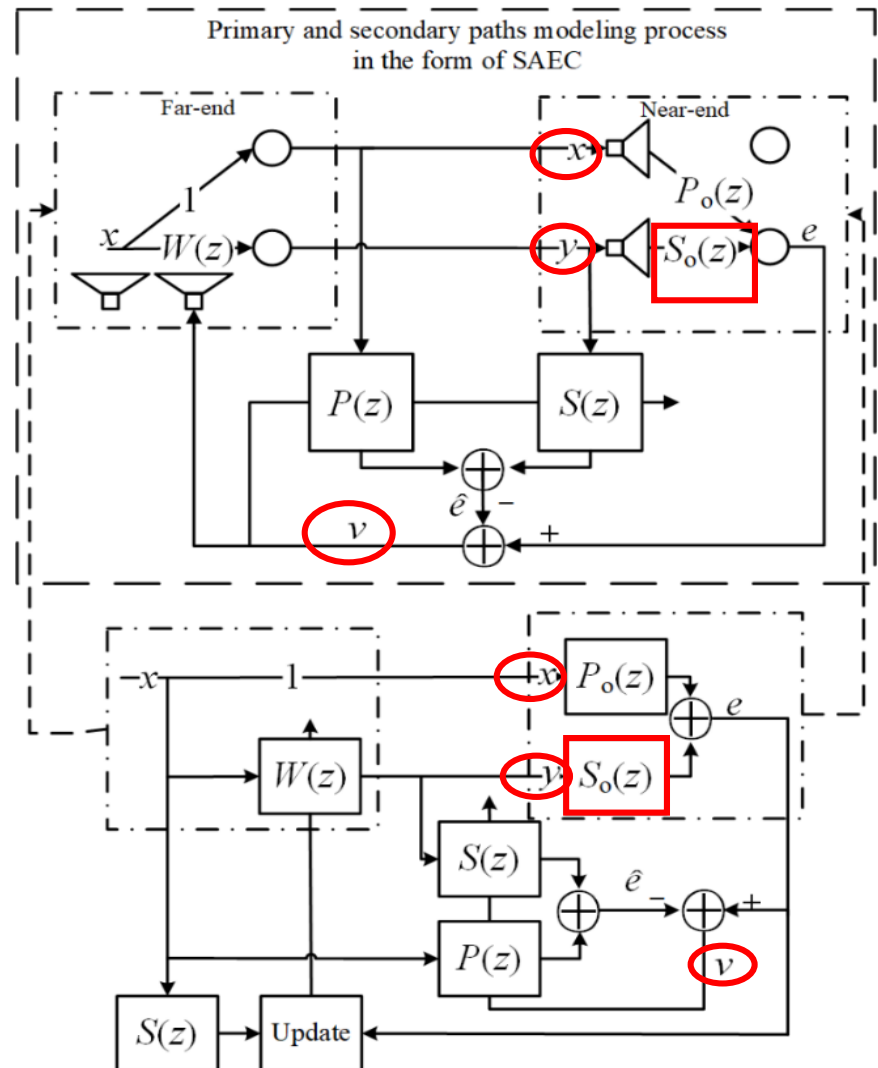 Primary and secondary paths modeling process
in the form of SAEC
Far-end
Near-end
x
1
x
P_o(z)
x
W(z)
y
S_o(z)
e
P(z)
S(z)
ê
−
v
+
x
1
x
P_o(z)
e
W(z)
y
S_o(z)
S(z)
ê
−
+
P(z)
v
S(z)
Update